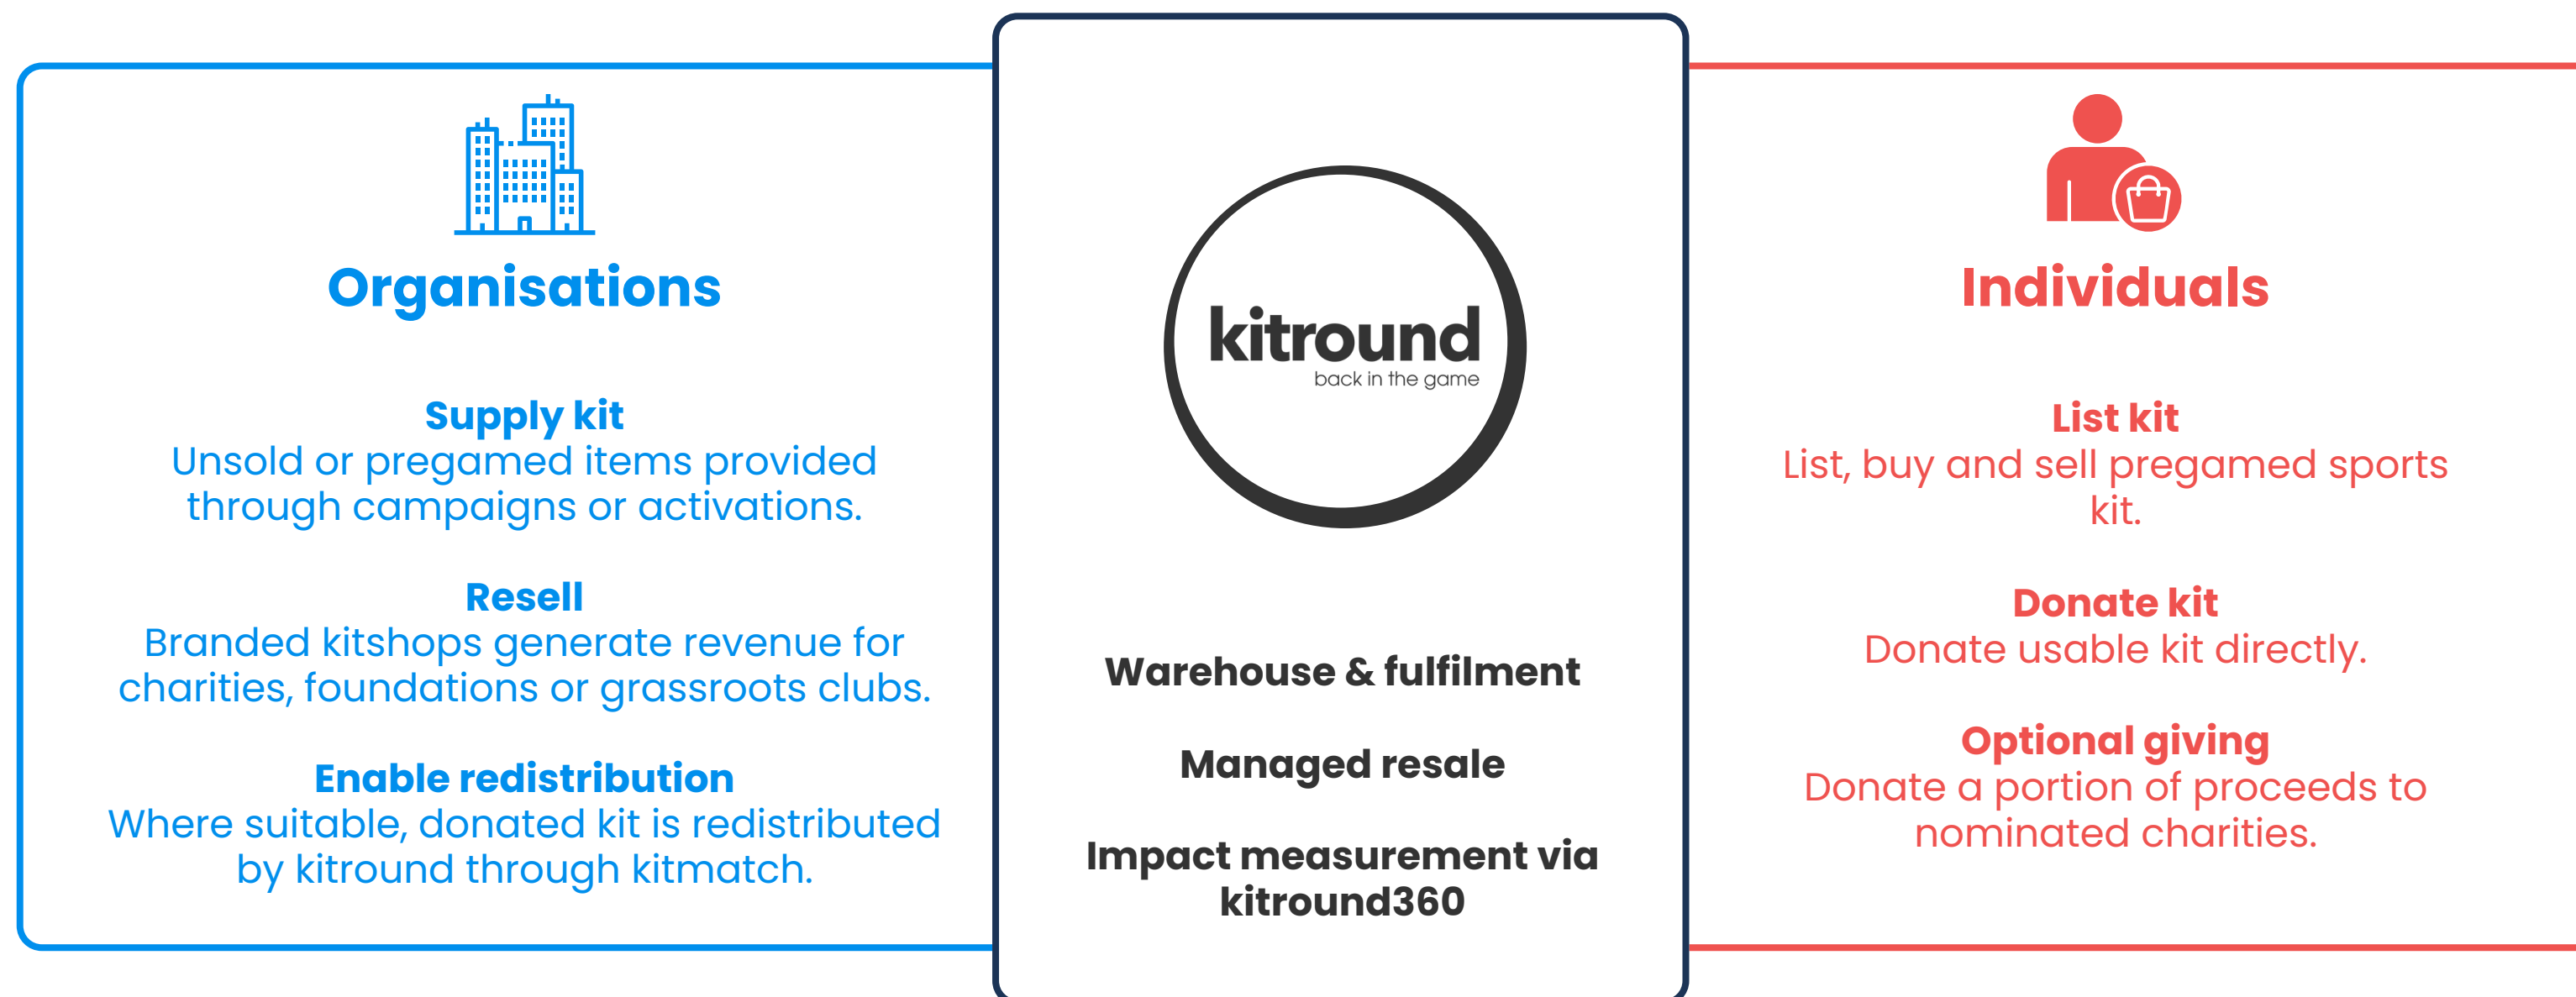 Organisations
Supply kit
Unsold or pregamed items provided
through campaigns or activations.
Resell
Branded kitshops generate revenue for
charities, foundations or grassroots clubs.
Enable redistribution
Where suitable, donated kit is redistributed
by kitround through kitmatch.
kitround
back in the game
Warehouse & fulfilment
Managed resale
Impact measurement via
kitround360
Individuals
List kit
List, buy and sell pregamed sports
kit.
Donate kit
Donate usable kit directly.
Optional giving
Donate a portion of proceeds to
nominated charities.